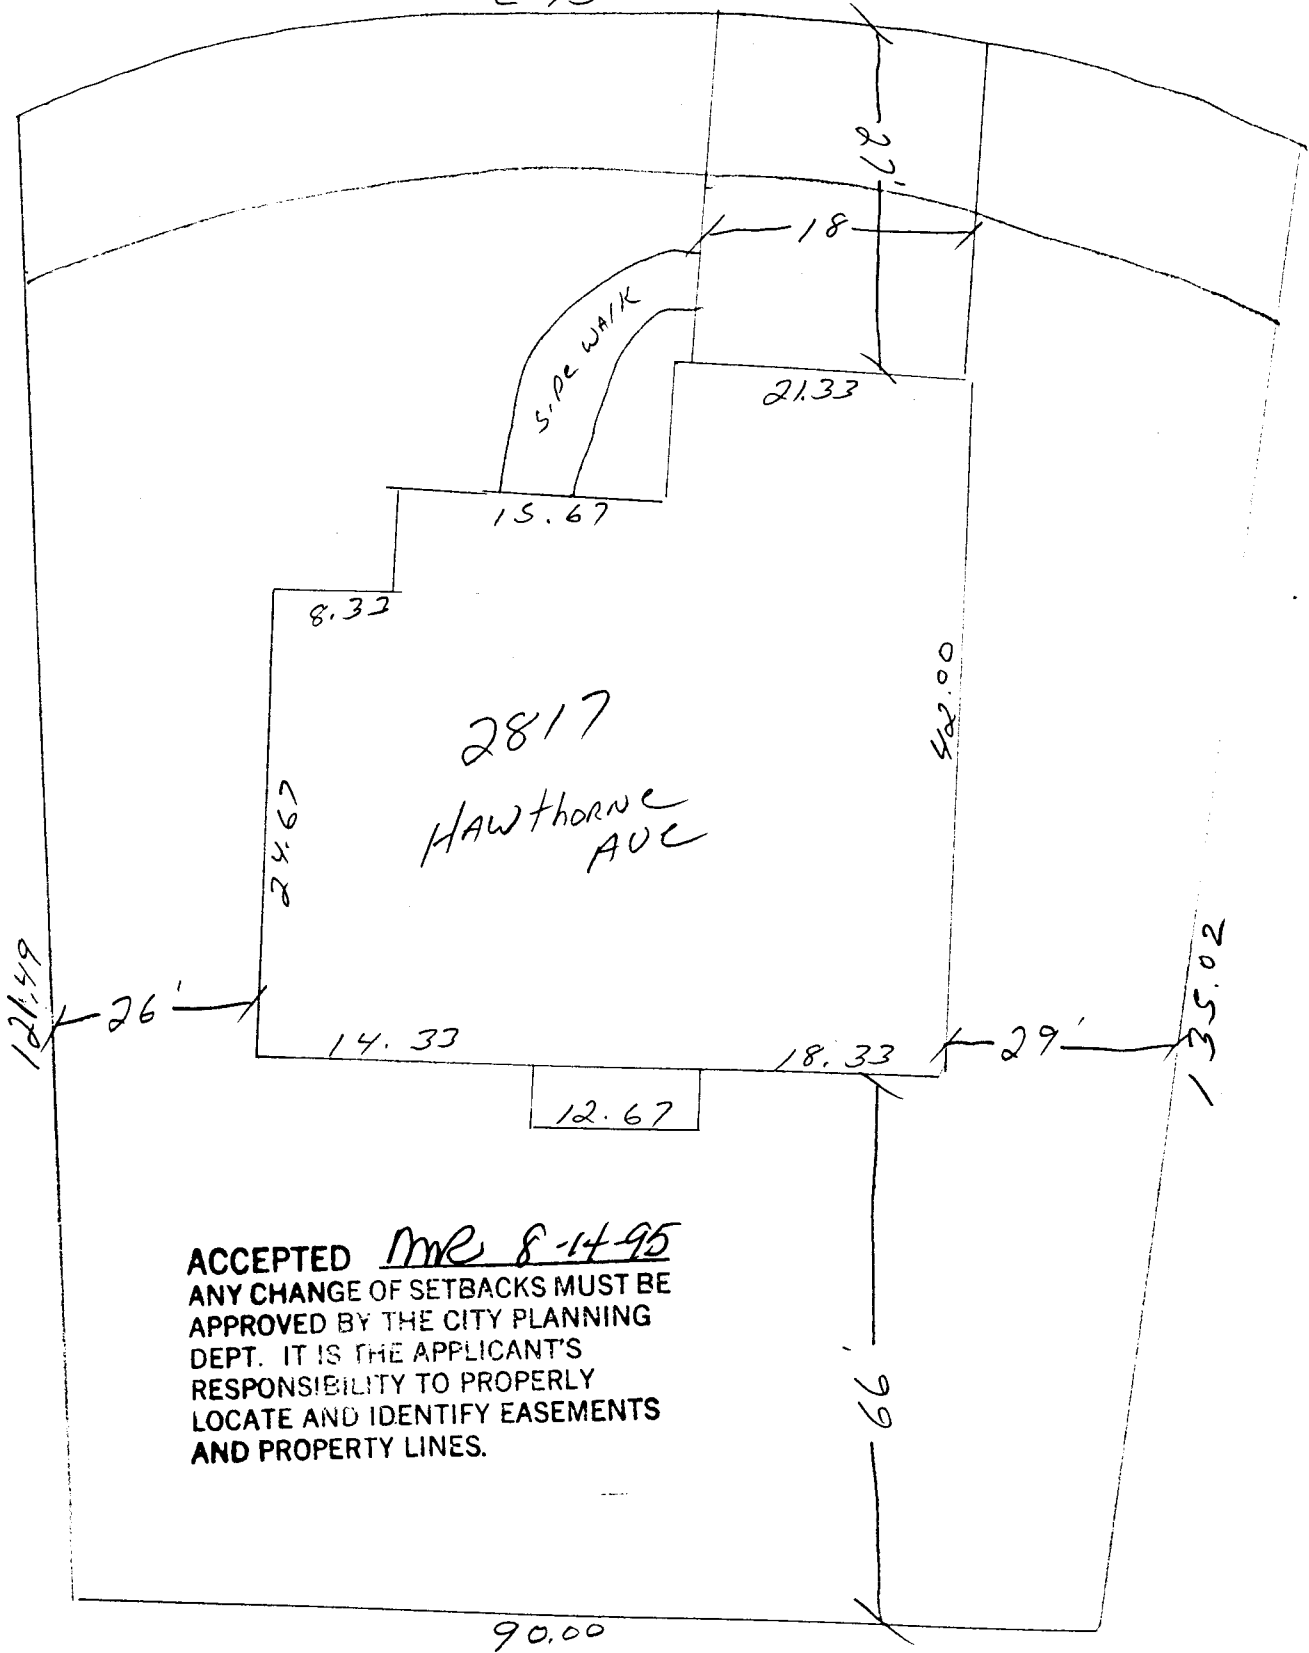 27'
18
SIDE WALK
21.33
15.67
8.33
2817
HAWthORNE
AVE
42.00
24.67
121.49
26'
14.33
18.33
29'
135.02
12.67
ACCEPTED 8-14-95
ANY CHANGE OF SETBACKS MUST BE
APPROVED BY THE CITY PLANNING
DEPT. IT IS THE APPLICANT'S
RESPONSIBILITY TO PROPERLY
LOCATE AND IDENTIFY EASEMENTS
AND PROPERTY LINES.
90.00